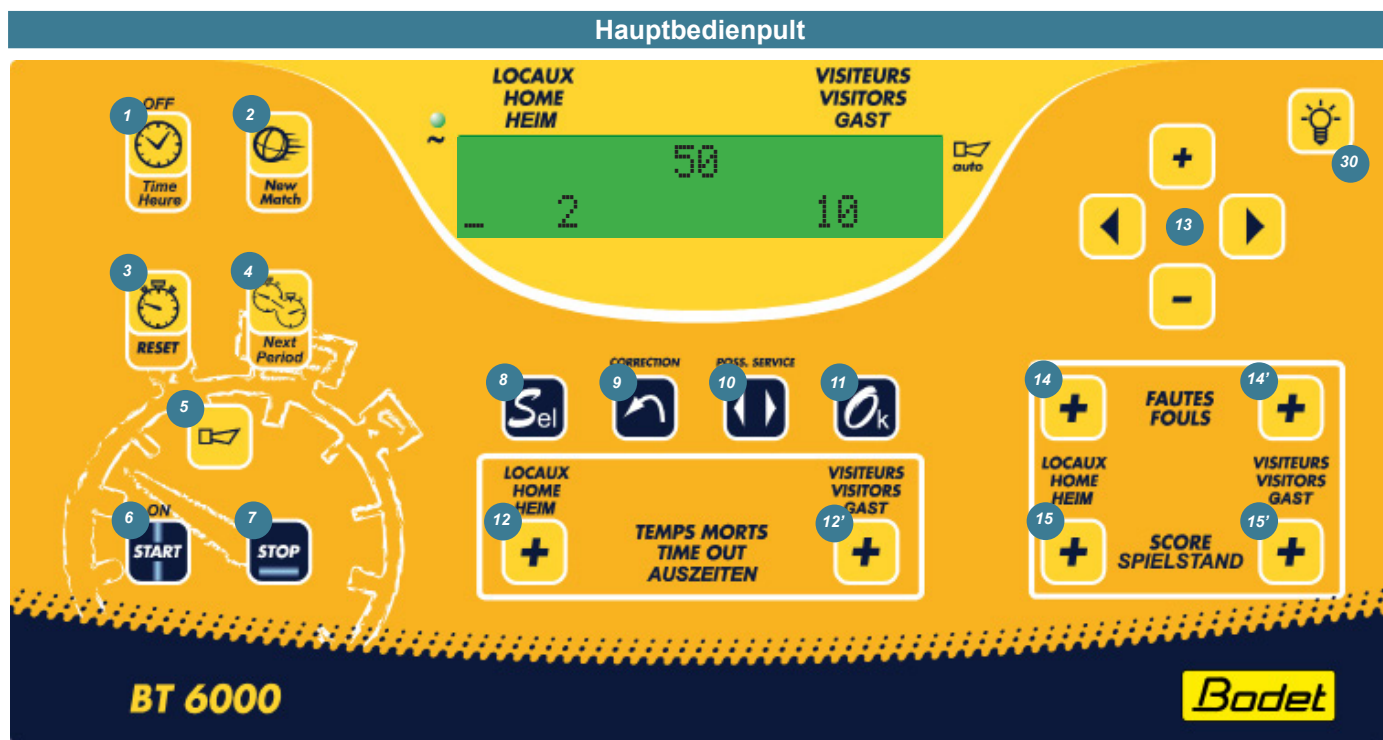 Hauptbedienpult
LOCAUX
HOME
HEIM
VISITEURS
VISITORS
GAST
~
50
_ 2 10
auto
30
OFF
1
Time
Heure
2
New
Match
+
13
-
3
RESET
4
Next
Period
5
ON
6
START
7
STOP
8
Sel
CORRECTION
9
POSS. SERVICE
10
11
Ok
LOCAUX
HOME
HEIM
12
+
TEMPS MORTS
TIME OUT
AUSZEITEN
VISITEURS
VISITORS
GAST
12'
+
14
+
FAUTES
FOULS
14'
+
LOCAUX
HOME
HEIM
VISITEURS
VISITORS
GAST
15
+
SCORE
SPIELSTAND
15'
+
BT 6000
Bodet